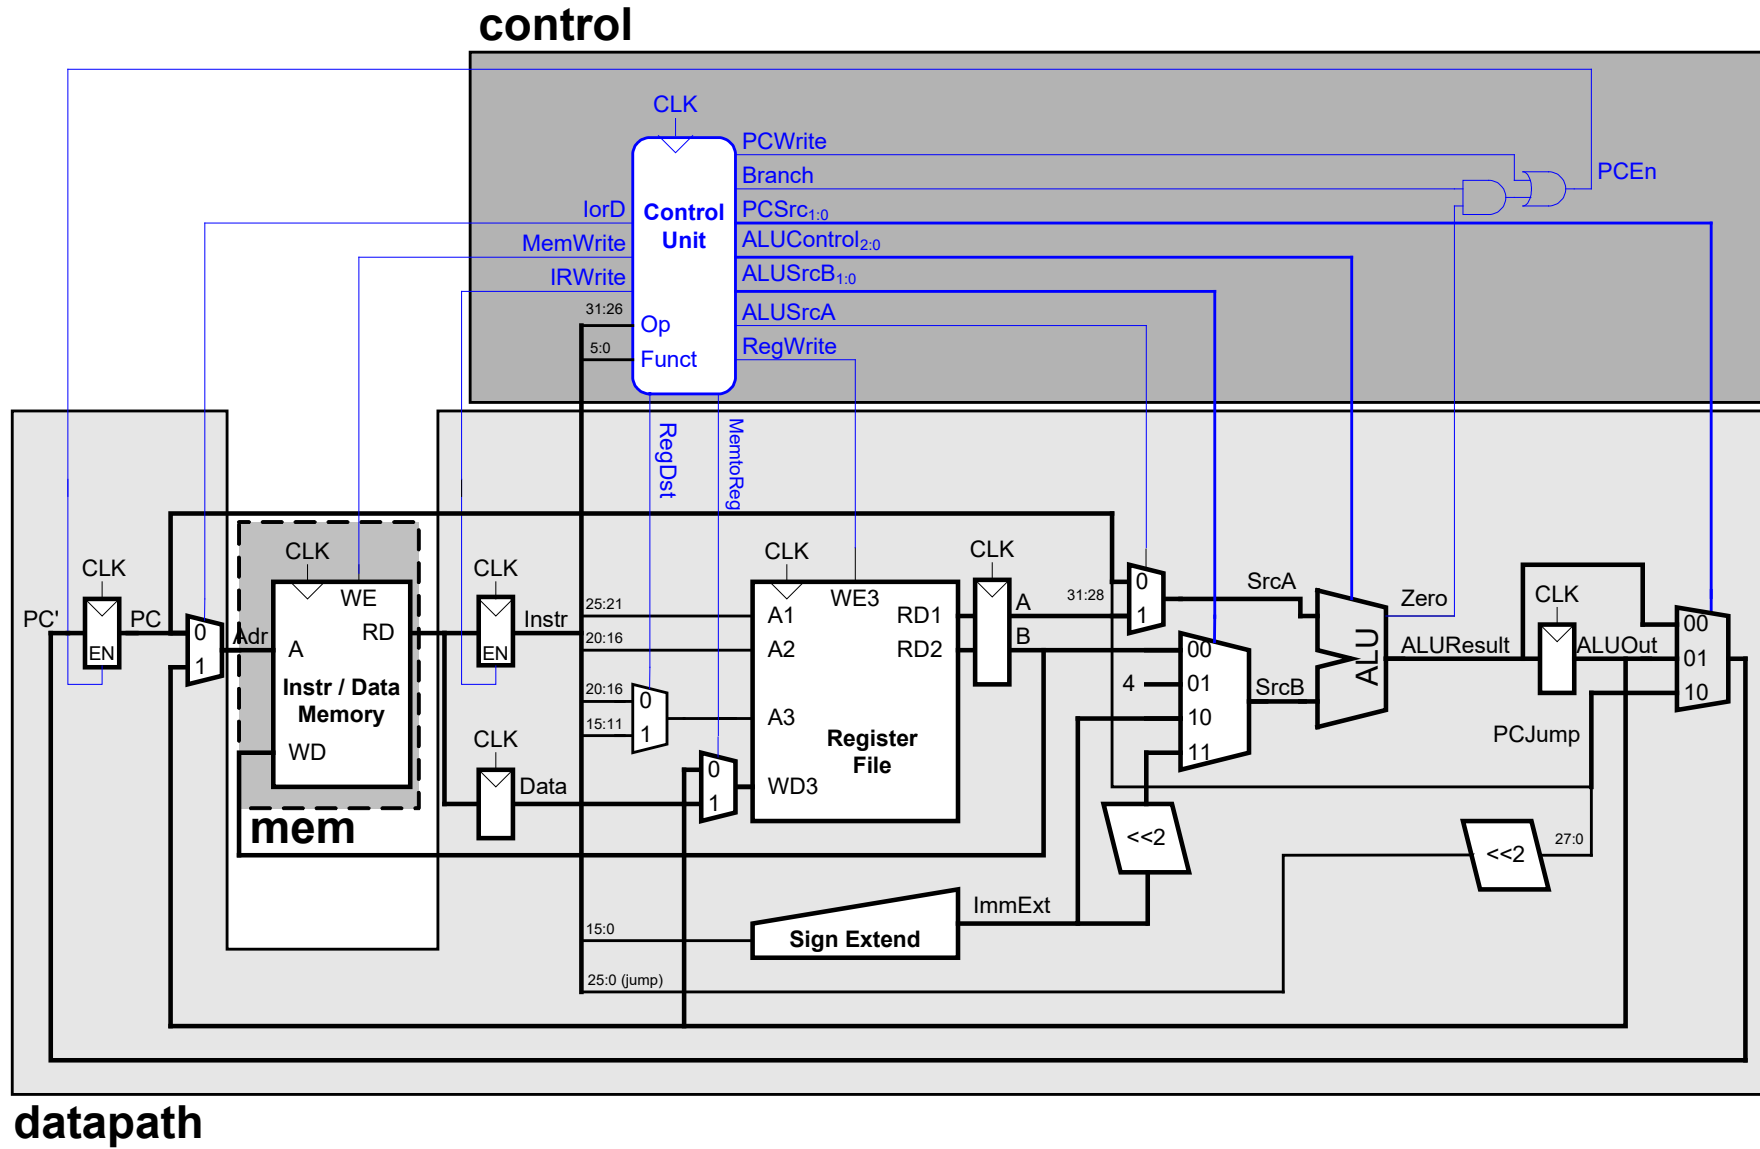 control
CLK
PCWrite
Branch
PCEn
IorD
Control
Unit
PCSrc1:0
MemWrite
ALUControl2:0
IRWrite
ALUSrcB1:0
31:26
Op
ALUSrcA
5:0
Funct
RegWrite
RegDst
MemtoReg
CLK
CLK
CLK
CLK
CLK
PC'
PC
EN
0
1
Adr
WE
RD
A
Instr / Data
Memory
WD
mem
EN
Instr
CLK
Data
25:21
20:16
20:16
15:11
0
1
0
1
A1
A2
A3
WD3
WE3
RD1
RD2
Register
File
A
B
31:28
0
1
SrcA
4
00
01
10
11
SrcB
ALU
Zero
ALUResult
CLK
ALUOut
00
01
10
PCJump
<<2
<<2
27:0
ImmExt
Sign Extend
15:0
25:0 (jump)
datapath